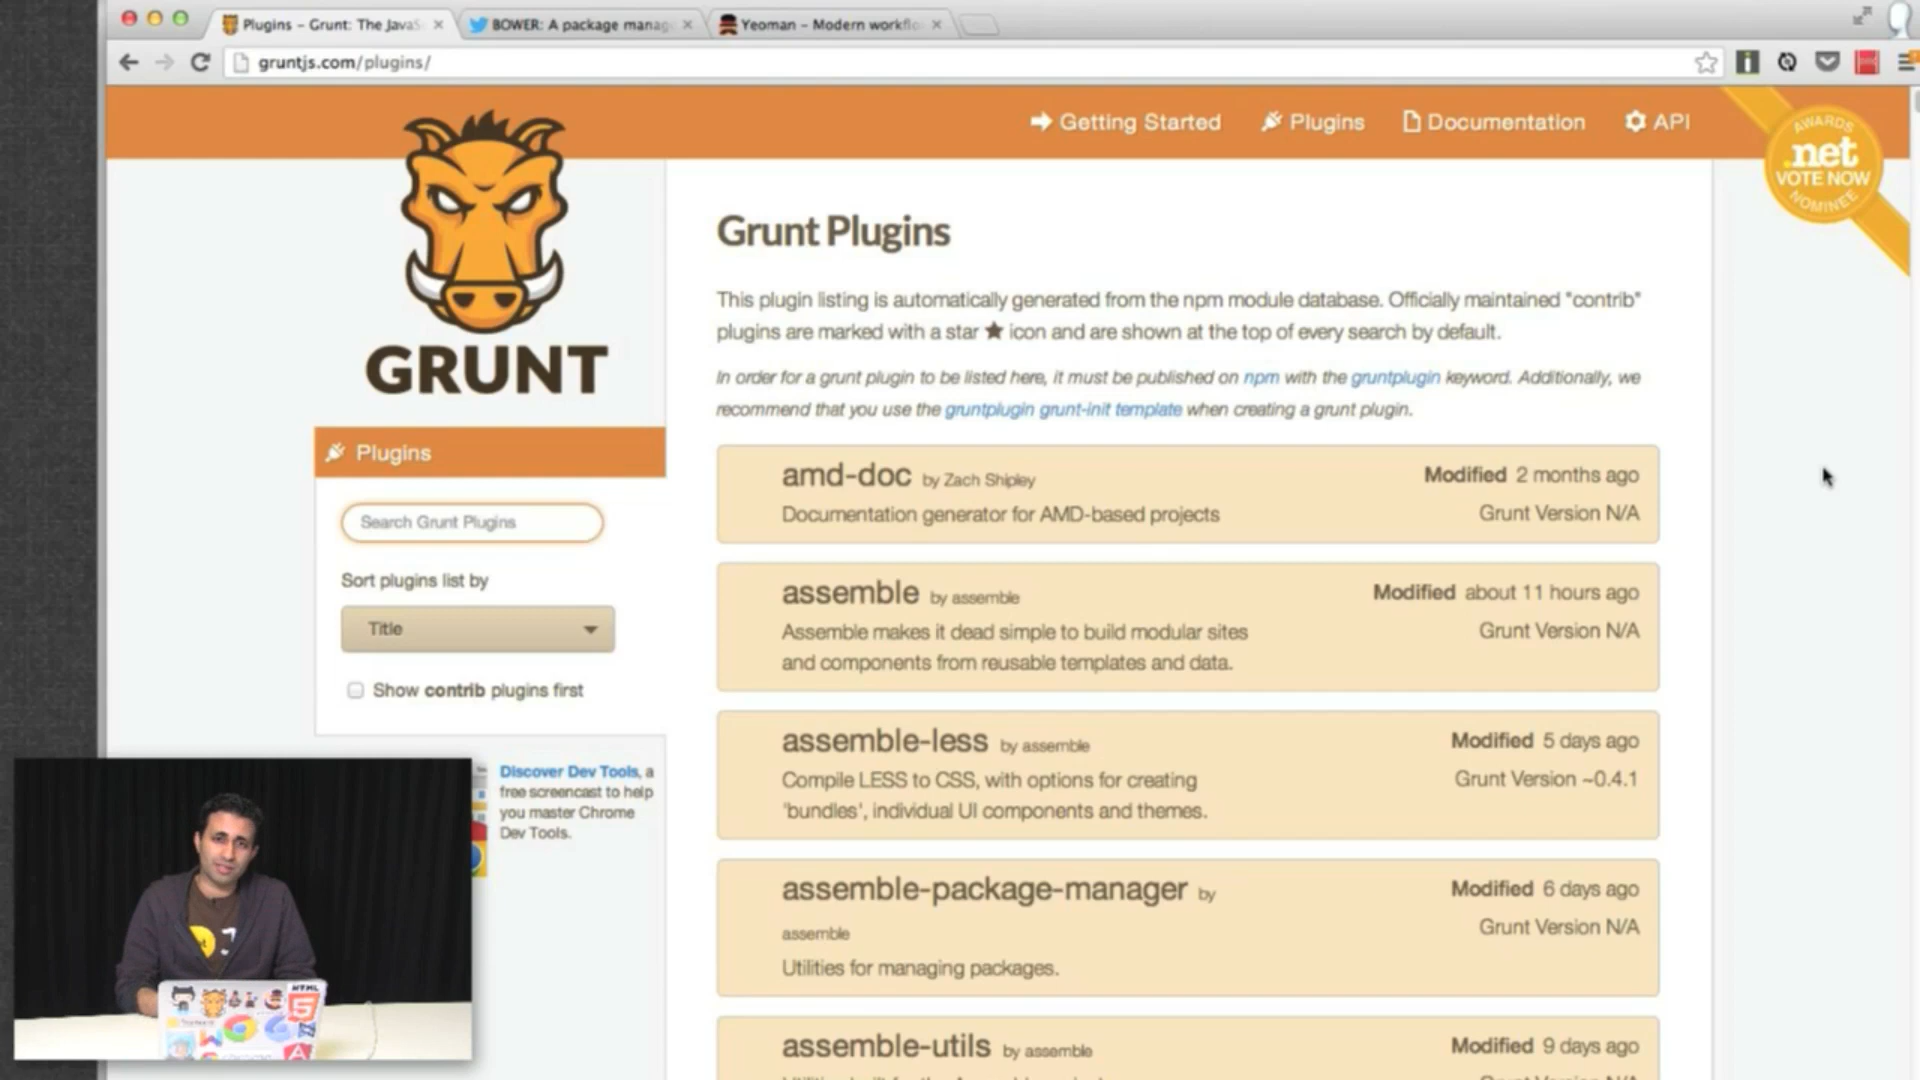 Plugins – Grunt: The JavaS
BOWER: A package manag
Yeoman – Modern workflo
gruntjs.com/plugins/
Getting Started
Plugins
Documentation
API
AWARDS
.net
VOTE NOW
NOMINEE
GRUNT
Plugins
Search Grunt Plugins
Sort plugins list by
Title
Show contrib plugins first
Discover Dev Tools, a
free screencast to help
you master Chrome
Dev Tools.
Grunt Plugins
This plugin listing is automatically generated from the npm module database. Officially maintained "contrib"
plugins are marked with a star ★ icon and are shown at the top of every search by default.
In order for a grunt plugin to be listed here, it must be published on npm with the gruntplugin keyword. Additionally, we
recommend that you use the gruntplugin grunt-init template when creating a grunt plugin.
amd-doc by Zach Shipley
Modified 2 months ago
Documentation generator for AMD-based projects
Grunt Version N/A
assemble by assemble
Modified about 11 hours ago
Assemble makes it dead simple to build modular sites
Grunt Version N/A
and components from reusable templates and data.
assemble-less by assemble
Modified 5 days ago
Compile LESS to CSS, with options for creating
Grunt Version ~0.4.1
'bundles', individual UI components and themes.
assemble-package-manager by
Modified 6 days ago
assemble
Grunt Version N/A
Utilities for managing packages.
assemble-utils by assemble
Modified 9 days ago
HTML
5